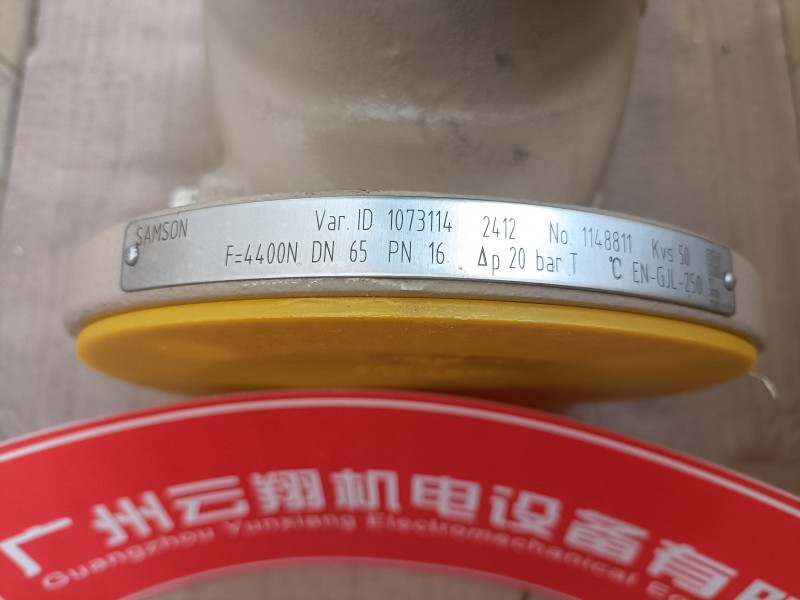 SAMSON Var. ID 1073114 2412 No. 1148811 Kvs 50
F=4400N DN 65 PN 16 Δp 20 bar T °C EN-GJL-250
广州云翔机电设备有
Guangzhou Yunxiang Electromechanical